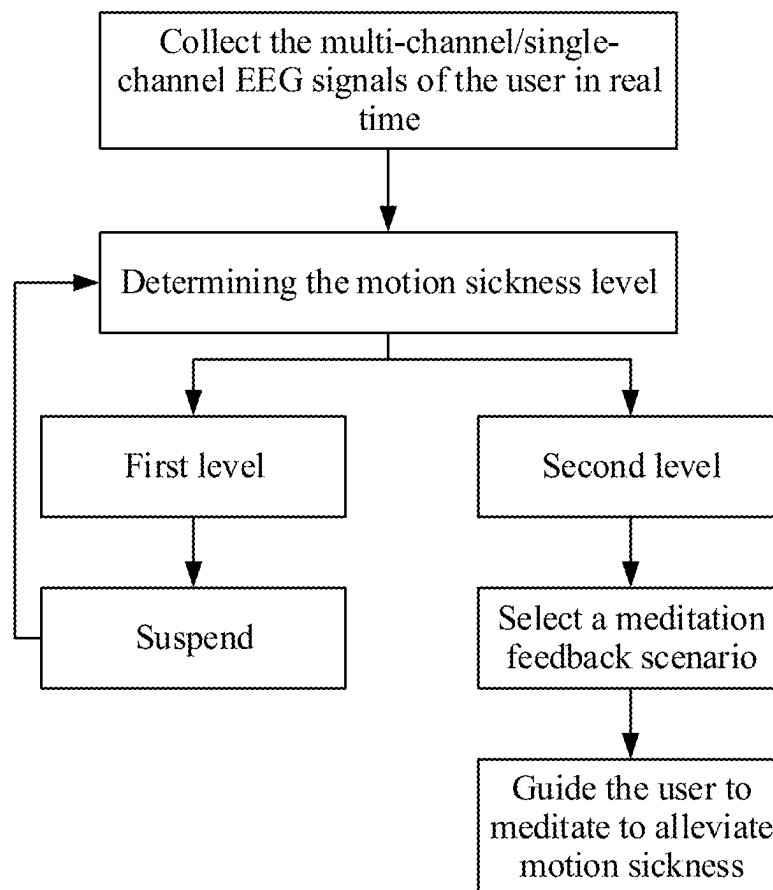 Collect the multi-channel/single-
channel EEG signals of the user in real
time
Determining the motion sickness level
First level
Second level
Suspend
Select a meditation
feedback scenario
Guide the user to
meditate to alleviate
motion sickness